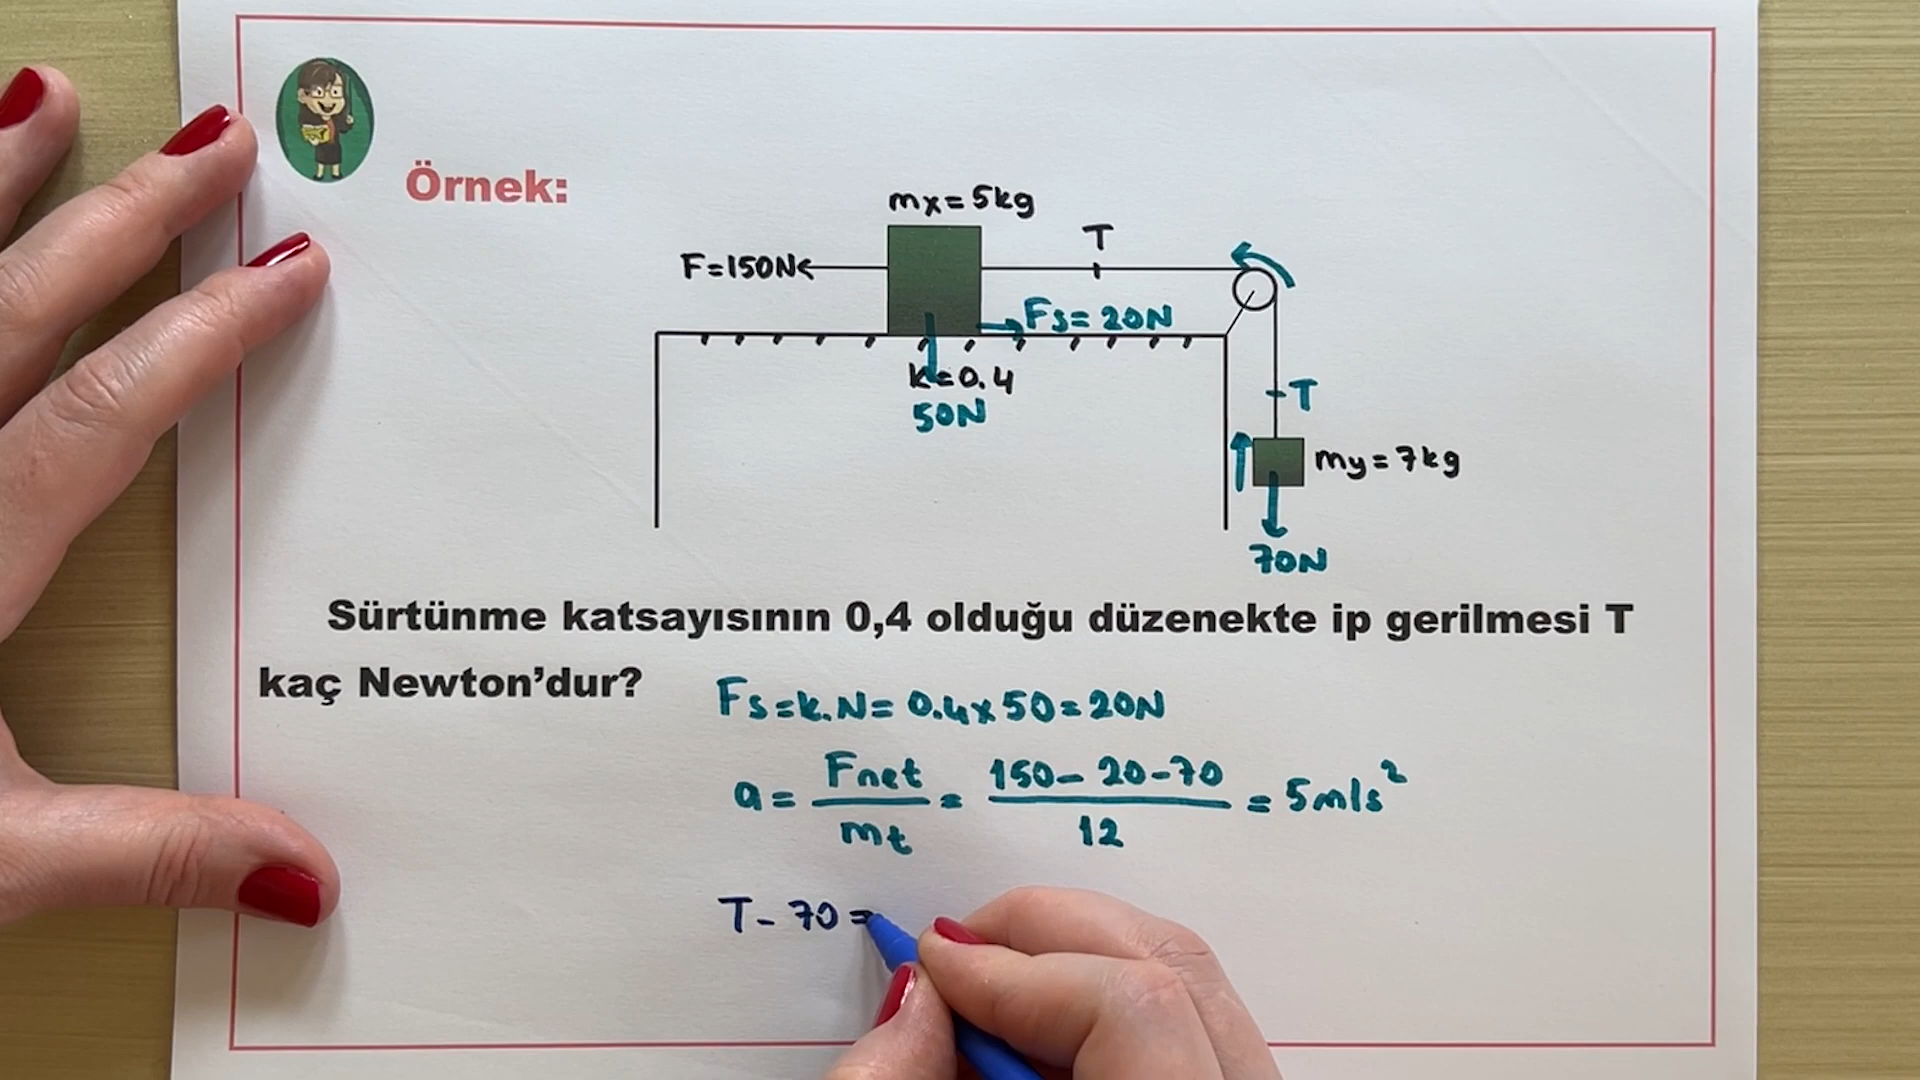 Örnek:
mx=5kg
T
F=150N
Fs=20N
k=0.4
50N
T
my=7kg
70N
Sürtünme katsayısının 0,4 olduğu düzenekte ip gerilmesi T
kaç Newton’dur?
Fs=k.N=0.4x50=20N
a = Fnet / mt = 150-20-70 / 12 = 5m/s²
T-70=